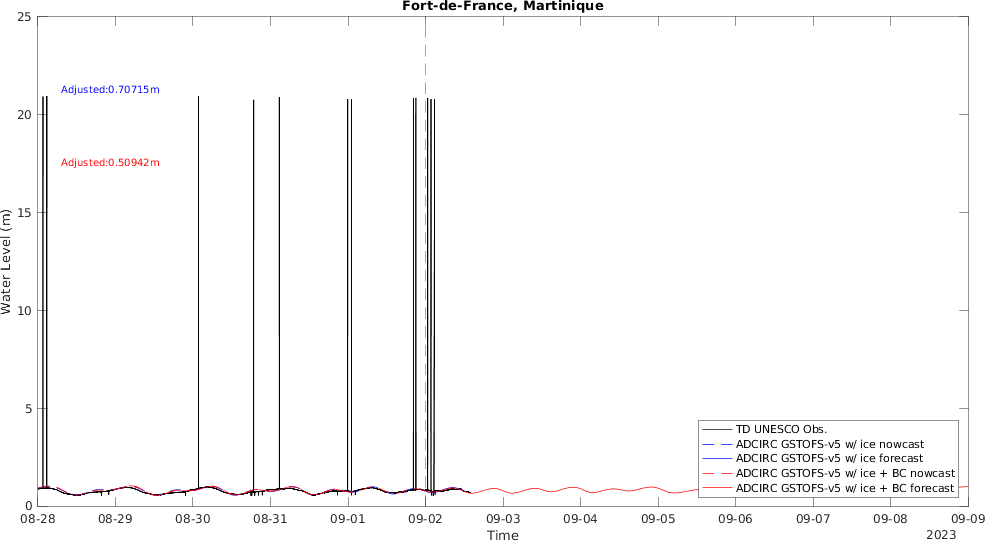 Fort-de-France, Martinique
25
20
15
10
5
0
Water Level (m)
Adjusted:0.70715m
Adjusted:0.50942m
TD UNESCO Obs.
ADCIRC GSTOFS-v5 w/ ice nowcast
ADCIRC GSTOFS-v5 w/ ice forecast
ADCIRC GSTOFS-v5 w/ ice + BC nowcast
ADCIRC GSTOFS-v5 w/ ice + BC forecast
08-28 08-29 08-30 08-31 09-01 09-02 09-03 09-04 09-05 09-06 09-07 09-08 09-09
Time
2023